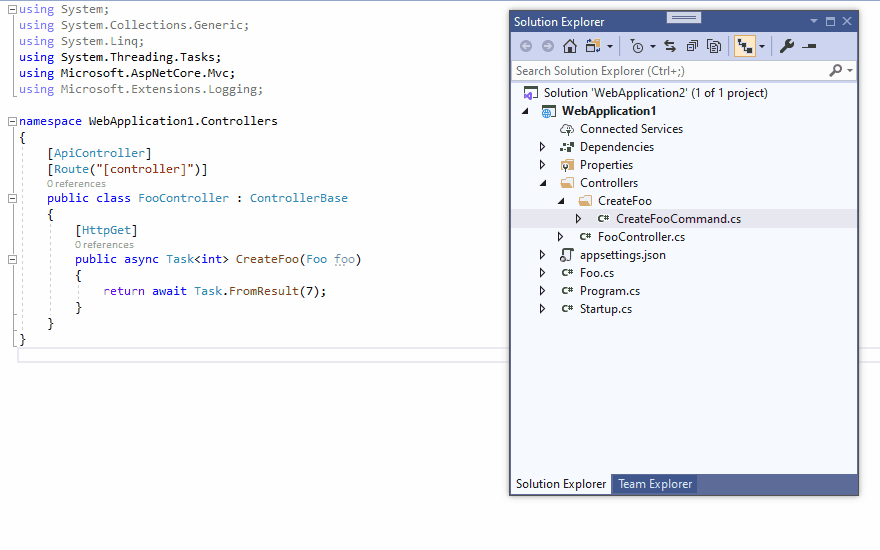 using System;
using System.Collections.Generic;
using System.Linq;
using System.Threading.Tasks;
using Microsoft.AspNetCore.Mvc;
using Microsoft.Extensions.Logging;
namespace WebApplication1.Controllers
{
[ApiController]
[Route("[controller]")]
0 references
public class FooController : ControllerBase
{
[HttpGet]
0 references
public async Task<int> CreateFoo(Foo foo)
{
return await Task.FromResult(7);
}
}
}
Solution Explorer
Search Solution Explorer (Ctrl+;)
Solution 'WebApplication2' (1 of 1 project)
WebApplication1
Connected Services
Dependencies
Properties
Controllers
CreateFoo
C# CreateFooCommand.cs
C# FooController.cs
appsettings.json
C# Foo.cs
C# Program.cs
C# Startup.cs
Solution Explorer Team Explorer